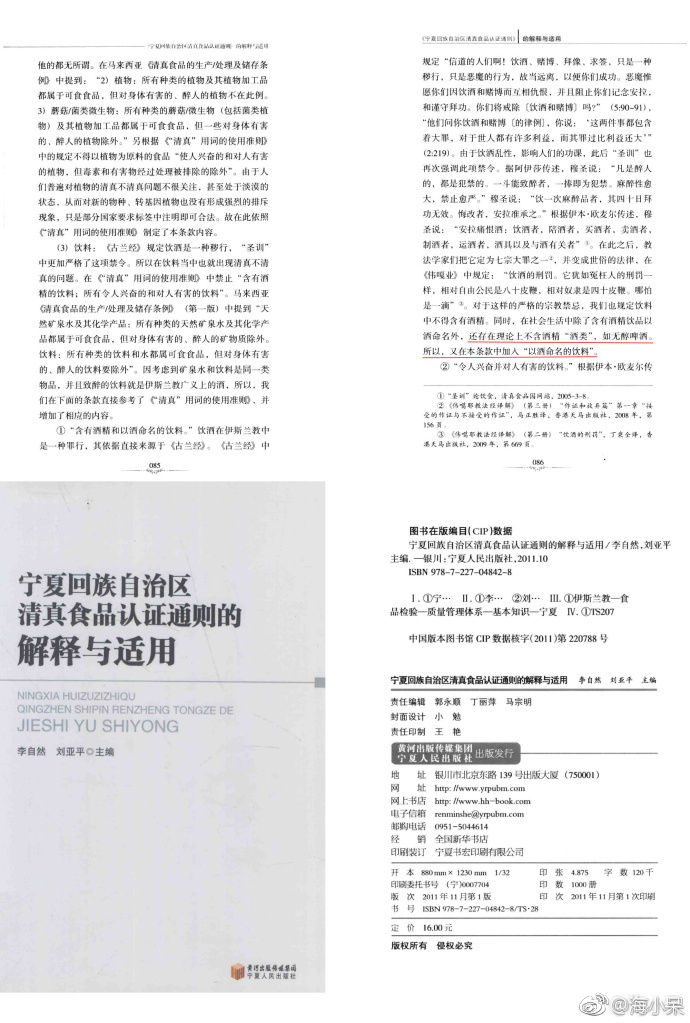 《宁夏回族自治区清真食品认证通则》的解释与适用
他的都无所谓。在马来西亚《清真食品的生产/处理及储存条
例》中提到：“2）植物：所有种类的植物及其植物加工品
都属于可食食品，但对身体有害的、醉人的植物不在此例。
3）蘑菇/菌类微生物：所有种类的蘑菇/微生物（包括菌类植
物）及其植物加工品都属于可食食品，但一些对身体有害
的、醉人的植物除外。”另根据《“清真”用词的使用准则》
中的规定不得以植物为原料的食品“使人兴奋的和对人有害
的植物，但毒素和有害物经过处理被排除的除外”。由于人
们普遍对植物的清真不清真问题不很关注，甚至处于淡漠的
状态，从而对新的物种、转基因植物也没有形成强烈的排斥
现象，只是部分国家要求标签中注明即可合法。故在此依照
《“清真”用词的使用准则》制定了本条款内容。
（3）饮料：《古兰经》规定饮酒是一种秽行，“圣训”
中更加严格了这项禁令。所以在饮料当中也就出现清真不清
真的问题。在《“清真”用词的使用准则》中禁止“含有酒
精的饮料；所有令人兴奋的和对人有害的饮料”。马来西亚
《清真食品的生产/处理及储存条例》（第一版）中提到“天
然矿泉水及其化学产品：所有种类的天然矿泉水及其化学产
品都属于可食食品，但对身体有害的、醉人的矿物质除外。
饮料：所有种类的饮料和水都属可食食品，但对身体有害
的、醉人的饮料要除外”。因考虑到矿泉水和饮料是同一类
物品，并且致醉的饮料就是伊斯兰教广义上的酒，所以，我
们在下面的条款直接参考了《“清真”用词的使用准则》，并
增加了相应的内容。
①“含有酒精和以酒命名的饮料”。饮酒在伊斯兰教中
是一种罪行，其依据直接来源于《古兰经》。《古兰经》中
085
《宁夏回族自治区清真食品认证通则》的解释与适用
规定“信道的人们啊！饮酒、赌博、拜像、求签，只是一种
秽行，只是恶魔的行为，故当远离，以便你们成功。恶魔惟
愿你们因饮酒和赌博而互相仇恨，并且阻止你们记念安拉，
和谨守拜功。你们将戒除〔饮酒和赌博〕吗？”（5:90-91），
“他们问你饮酒和赌博〔的律例〕，你说：‘这两件事都包含
着大罪，对于世人都有许多利益，而其罪过比利益还大’”
（2:219）。由于饮酒乱性，影响人们的功课，此后“圣训”也
再次强调此项禁令。据阿伊莎传述，穆圣说：“凡是醉人
的，都是犯禁的。一斗能致醉者，一捧即为犯禁。麻醉性愈
大，禁止愈严。”穆圣说：“饮一次麻醉品者，其四十日拜
功无效。悔改者，安拉准承之。”根据伊本·欧麦尔传述，穆
圣说：“安拉痛恨酒；饮酒者，陪酒者，买酒者，卖酒者，
制酒者，运酒者，酒具以及与酒有关者”①。在此之后，教
法学家们把它定为七宗大罪之一②，并变成世俗的法律，在
《伟嘎业》中规定：“饮酒的刑罚。它犹如冤枉人的刑罚一
样，相对自由公民是八十皮鞭，相对奴隶是四十皮鞭。哪怕
是一滴”③。对于这样的严格的宗教禁忌，我们也规定饮料
中不得含有酒精。同时，在社会生活中除了含有酒精饮品以
酒命名外，还存在理论上不含酒精“酒类”，如无醇啤酒。
所以，又在本条款中加入“以酒命名的饮料”。
②“令人兴奋并对人有害的饮料。”根据伊本·欧麦尔传
①“圣训”论饮食，清真食品园网站，2005-3-8。
②《伟嘎耶教法经详解》（第三册）“作证和放弃篇”第一章“接
受的作证与不接受的作证”，马正胜译，香港天马出版社，2008年，第
156页。
③《伟嘎耶教法经详解》（第二册）“饮酒的刑罚”，丁秉全译，香
港天马出版社，2009年，第669页。
086
宁夏回族自治区
清真食品认证通则的
解释与适用
NINGXIA HUIZUZIZHIQU
QINGZHEN SHIPIN RENZHENG TONGZE DE
JIESHI YU SHIYONG
李自然 刘亚平○主编
黄河出版传媒集团
宁夏人民出版社
图书在版编目(CIP)数据
宁夏回族自治区清真食品认证通则的解释与适用/李自然,刘亚平
主编.—银川:宁夏人民出版社,2011.10
ISBN 978-7-227-04842-8
Ⅰ.①宁… Ⅱ.①李… ②刘… Ⅲ.①伊斯兰教—食
品检验—质量管理体系—基本知识—宁夏 Ⅳ.①TS207
中国版本图书馆CIP数据核字(2011)第220788号
宁夏回族自治区清真食品认证通则的解释与适用 李自然 刘亚平 主编
责任编辑 郭永顺 丁丽萍 马宗明
封面设计 小勉
责任印制 王艳
黄河出版传媒集团
宁夏人民出版社 出版发行
地址 银川市北京东路139号出版大厦(750001)
网址 http://www.yrpubm.com
网上书店 http://www.hh-book.com
电子信箱 renminshe@yrpubm.com
邮购电话 0951-5044614
经销 全国新华书店
印刷装订 宁夏书宏印刷有限公司
开本 880mm×1230mm 1/32 印张 4.875 字数 120千
印刷委托书号 (宁)0007704 印数 1000册
版次 2011年11月第1版 印次 2011年11月第1次印刷
书号 ISBN 978-7-227-04842-8/TS·28
定价 16.00元
版权所有 侵权必究
@海小呆